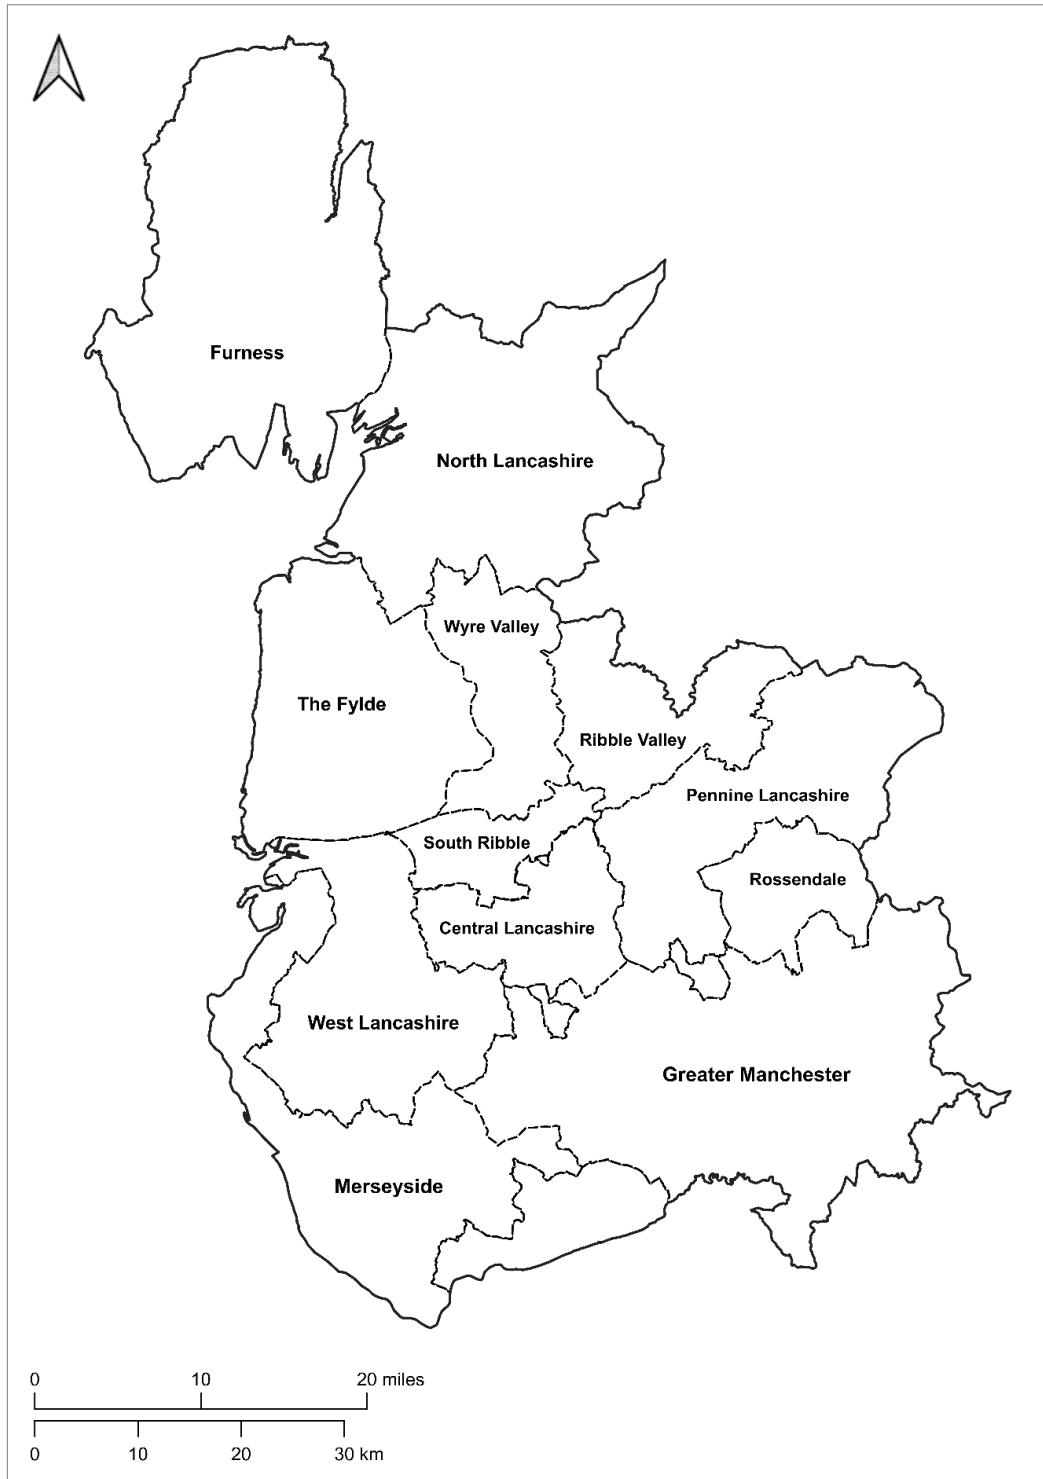 Furness
North Lancashire
Wyre Valley
The Fylde
Ribble Valley
Pennine Lancashire
South Ribble
Rossendale
Central Lancashire
West Lancashire
Greater Manchester
Merseyside
0 10 20 miles
0 10 20 30 km